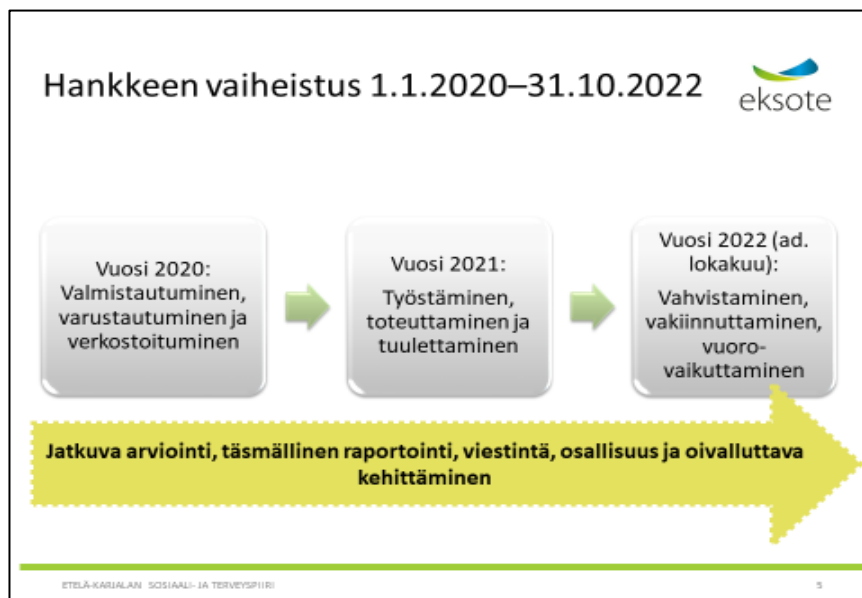 Hankkeen vaiheistus 1.1.2020–31.10.2022
eksote
Vuosi 2020:
Valmistautuminen,
varustautuminen ja
verkostoituminen
Vuosi 2021:
Työstäminen,
toteuttaminen ja
tuulettaminen
Vuosi 2022 (ad.
lokakuu):
Vahvistaminen,
vakiinnuttaminen,
vuoro-
vaikuttaminen
Jatkuva arviointi, täsmällinen raportointi, viestintä, osallisuus ja oivalluttava
kehittäminen
ETELÄ-KARJALAN SOSIAALI- JA TERVEYSPIIRI
5